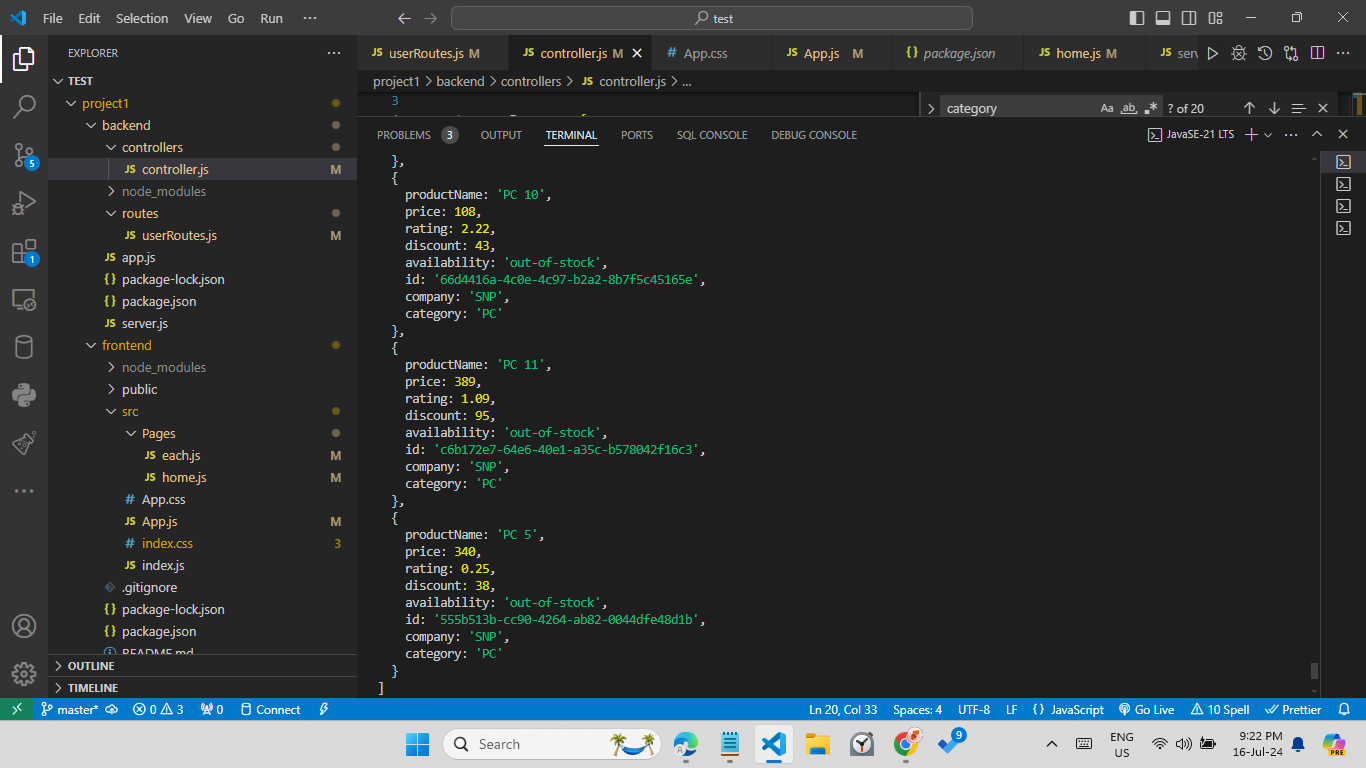 File Edit Selection View Go Run ···
test
EXPLORER ···
TEST
project1
backend
controllers
JS controller.js M
node_modules
routes
JS userRoutes.js M
JS app.js
{} package-lock.json
{} package.json
JS server.js
frontend
node_modules
public
src
Pages
JS each.js M
JS home.js M
# App.css
JS App.js M
# index.css 3
JS index.js
.gitignore
{} package-lock.json
{} package.json
README.md
OUTLINE
TIMELINE
5
1
JS userRoutes.js M JS controller.js M # App.css JS App.js M {} package.json JS home.js M JS serv
project1 > backend > controllers > JS controller.js > ...
3
category Aa ab .* ? of 20
PROBLEMS 3 OUTPUT TERMINAL PORTS SQL CONSOLE DEBUG CONSOLE JavaSE-21 LTS
},
{
productName: 'PC 10',
price: 108,
rating: 2.22,
discount: 43,
availability: 'out-of-stock',
id: '66d4416a-4c0e-4c97-b2a2-8b7f5c45165e',
company: 'SNP',
category: 'PC'
},
{
productName: 'PC 11',
price: 389,
rating: 1.09,
discount: 95,
availability: 'out-of-stock',
id: 'c6b172e7-64e6-40e1-a35c-b578042f16c3',
company: 'SNP',
category: 'PC'
},
{
productName: 'PC 5',
price: 340,
rating: 0.25,
discount: 38,
availability: 'out-of-stock',
id: '555b513b-cc90-4264-ab82-0044dfe48d1b',
company: 'SNP',
category: 'PC'
}
]
master* 0 3 0 Connect Ln 20, Col 33 Spaces: 4 UTF-8 LF {} JavaScript Go Live 10 Spell Prettier
Search 9 ENG 9:22 PM
US 16-Jul-24 PRE